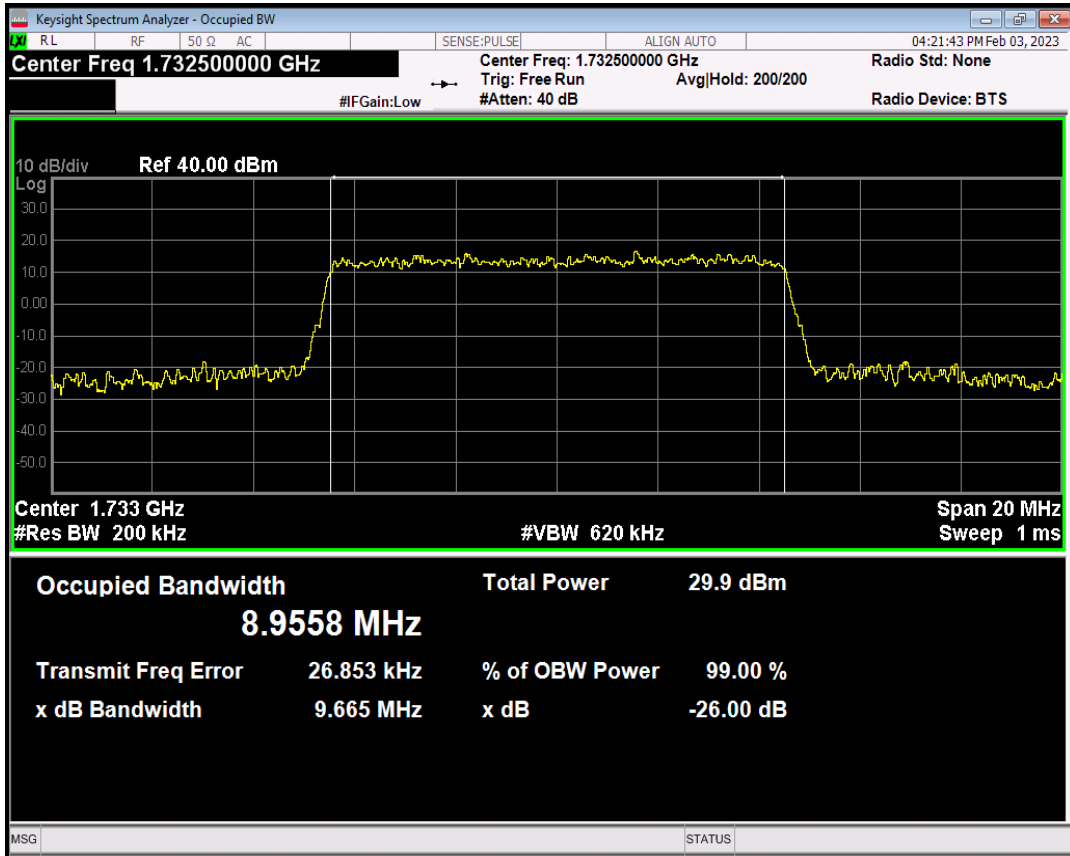 Keysight Spectrum Analyzer - Occupied BW
LXI RL RF 50 Ω AC SENSE:PULSE ALIGN AUTO 04:21:43 PM Feb 03, 2023
Center Freq 1.732500000 GHz Center Freq: 1.732500000 GHz Radio Std: None
Trig: Free Run Avg|Hold: 200/200
#IFGain:Low #Atten: 40 dB Radio Device: BTS
10 dB/div Ref 40.00 dBm
Log
30.0
20.0
10.0
0.00
-10.0
-20.0
-30.0
-40.0
-50.0
Center 1.733 GHz Span 20 MHz
#Res BW 200 kHz #VBW 620 kHz Sweep 1 ms
Occupied Bandwidth Total Power 29.9 dBm
8.9558 MHz
Transmit Freq Error 26.853 kHz % of OBW Power 99.00 %
x dB Bandwidth 9.665 MHz x dB -26.00 dB
MSG STATUS